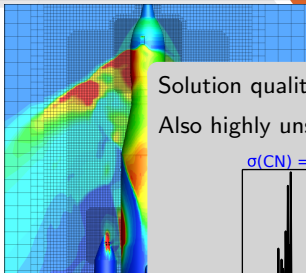 Solution qualit
Also highly uns
σ(CN) =